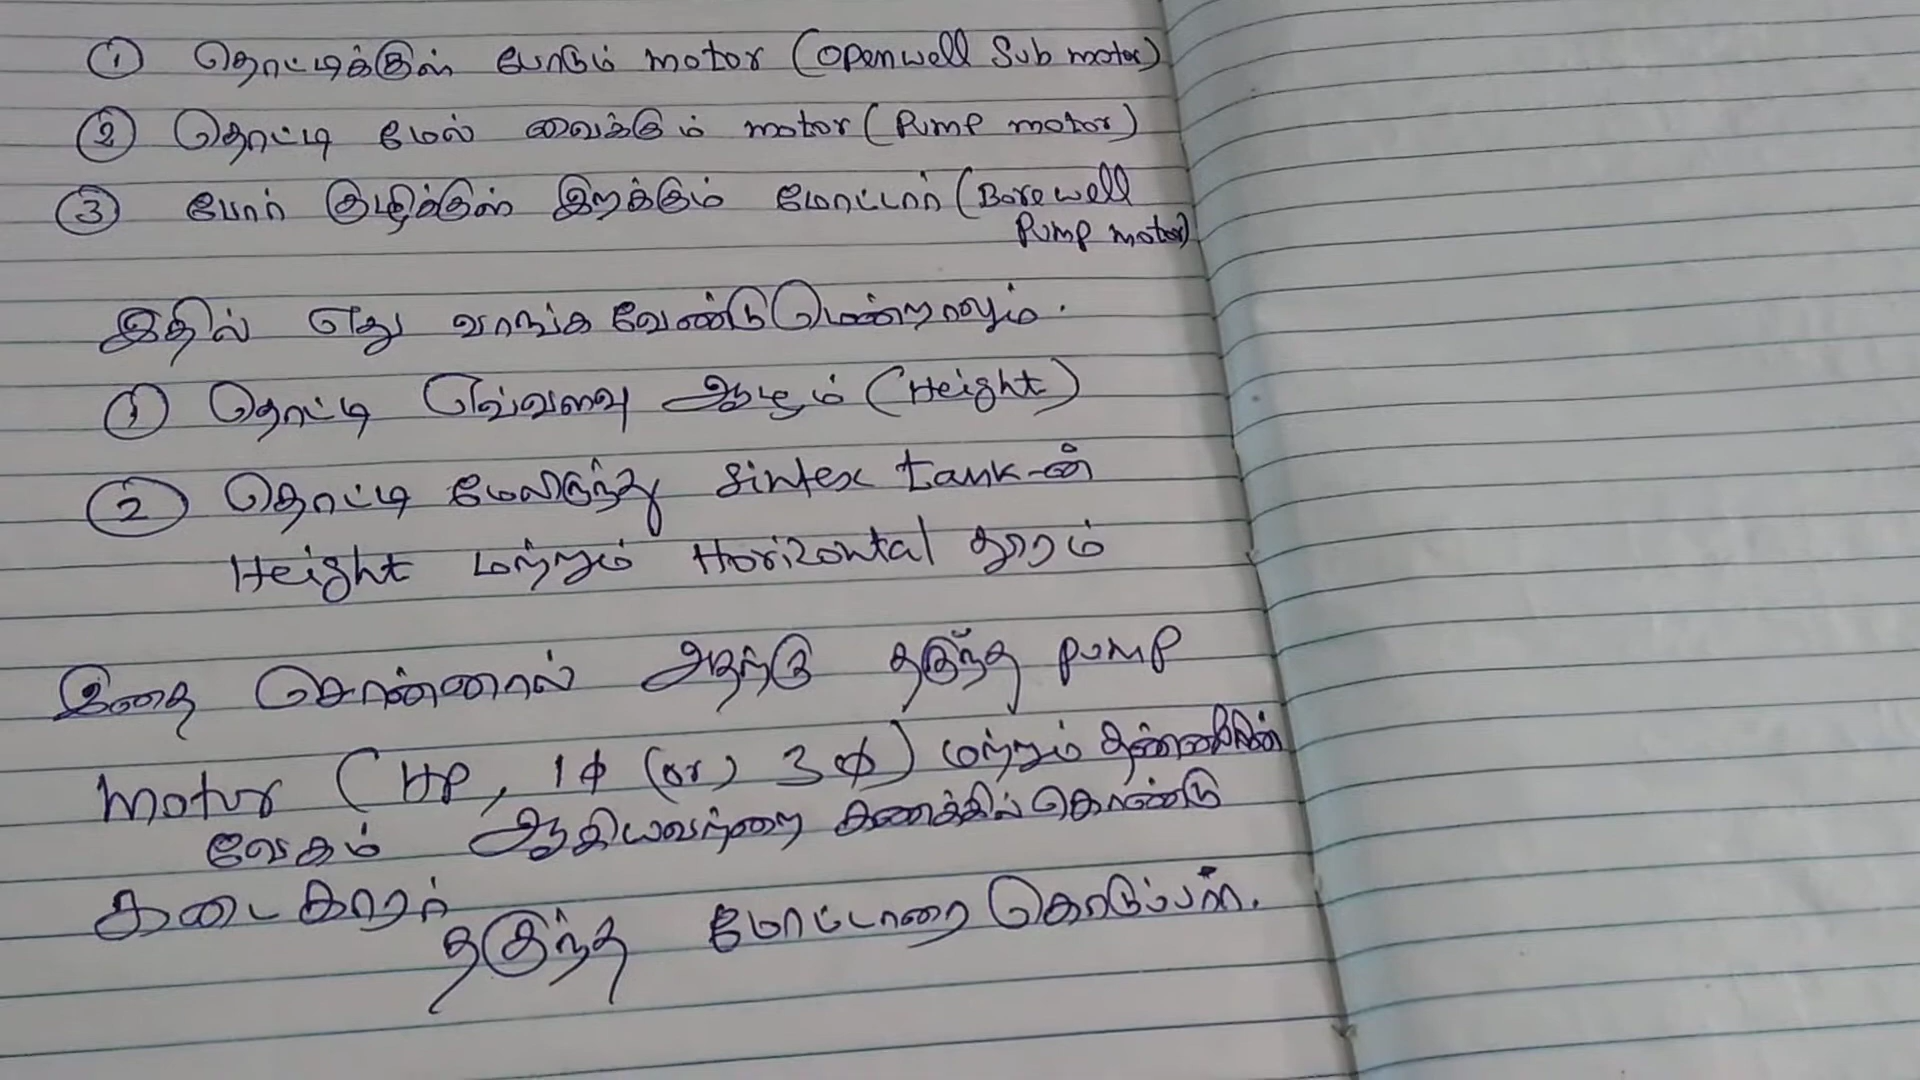 ① தொட்டிக்குள் போடும் motor (Openwell Sub motor)
② தொட்டி மேல் வைக்கும் motor (Pump motor)
③ போர் குழிக்குள் இறக்கும் மோட்டார் (Borewell
Pump motor)
இதில் எது வாங்க வேண்டுமென்றாலும்.
① தொட்டி எவ்வளவு ஆழம் (Height)
② தொட்டி மேலிருந்து Sintex tank-ன்
Height மற்றும் Horizontal தூரம்
இதை சொன்னால் அதற்கு தகுந்த pump
motor (HP, 1ϕ (or) 3ϕ) மற்றும் தண்ணீரின்
வேகம் ஆகியவற்றை கணக்கில் கொண்டு
கடைகாரர்
தகுந்த மோட்டாரை கொடுப்பர்.